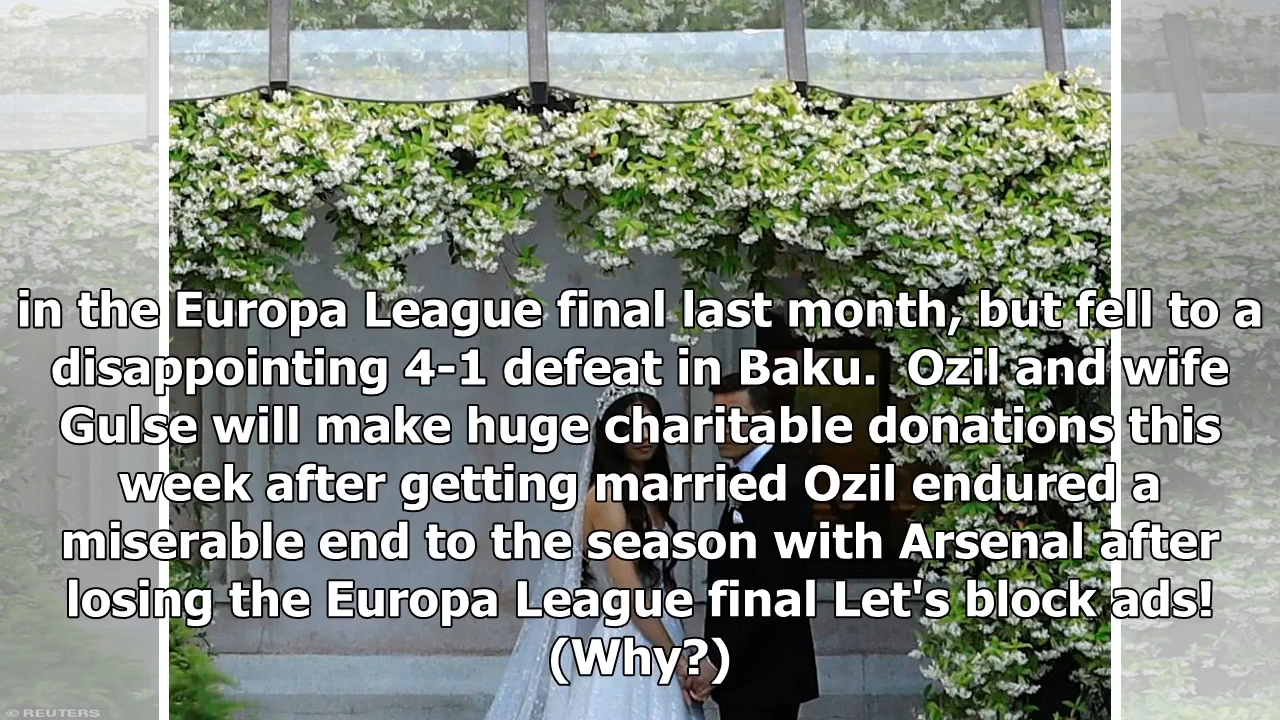 in the Europa League final last month, but fell to a
disappointing 4-1 defeat in Baku.  Ozil and wife
Gulse will make huge charitable donations this
week after getting married Ozil endured a
miserable end to the season with Arsenal after
losing the Europa League final Let's block ads!
(Why?)
© REUTERS